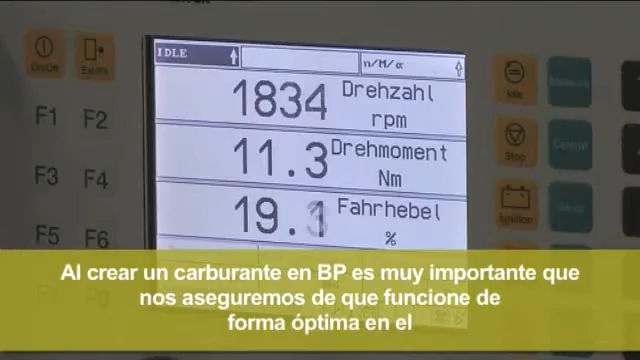 IDLE
n/M/α
On/Off
1834 Drehzahl
rpm
Idle
F1 F2
11.3 Drehmoment
Nm
Stop
F3 F4
19. Fahrhebel
%
Ignition
F5 F6
Al crear un carburante en BP es muy importante que
nos aseguremos de que funcione de
forma óptima en el